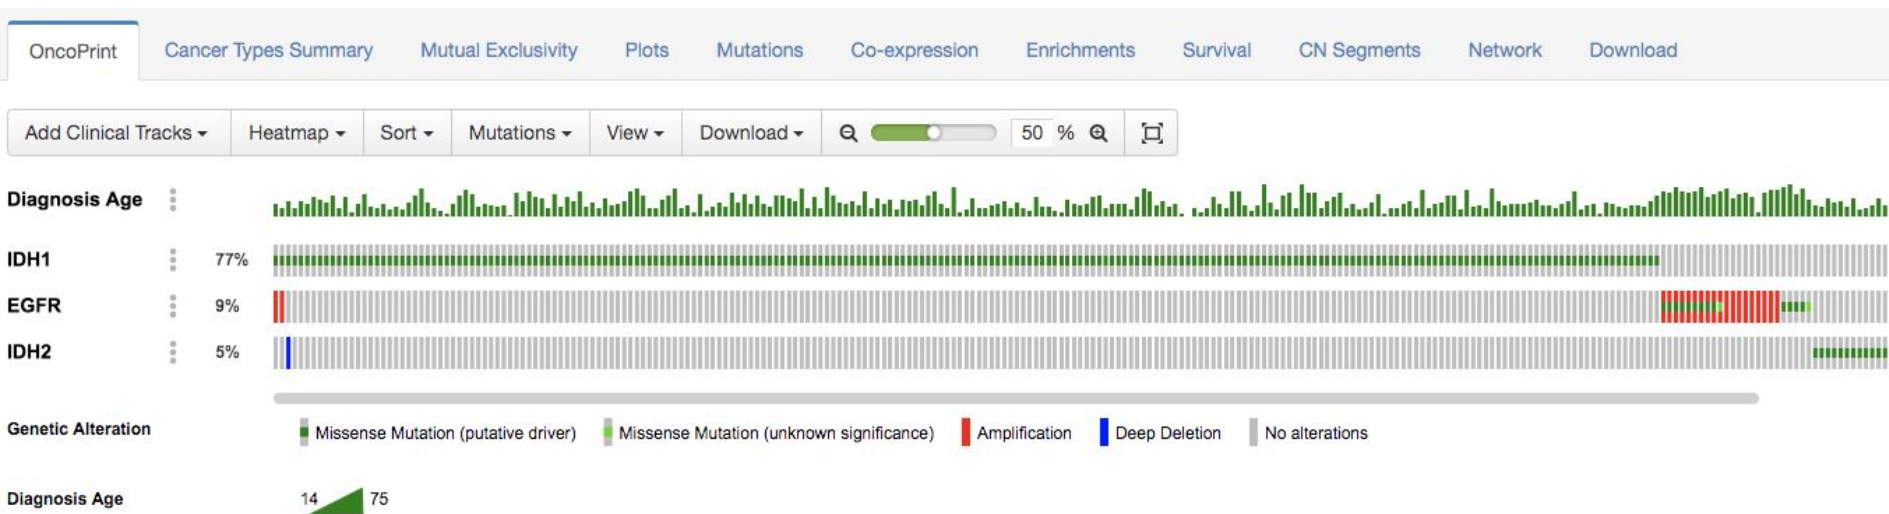 OncoPrint Cancer Types Summary Mutual Exclusivity Plots Mutations Co-expression Enrichments Survival CN Segments Network Download
Add Clinical Tracks Heatmap Sort Mutations View Download 50 %
Diagnosis Age
IDH1 77%
EGFR 9%
IDH2 5%
Genetic Alteration Missense Mutation (putative driver) Missense Mutation (unknown significance) Amplification Deep Deletion No alterations
Diagnosis Age 14 75